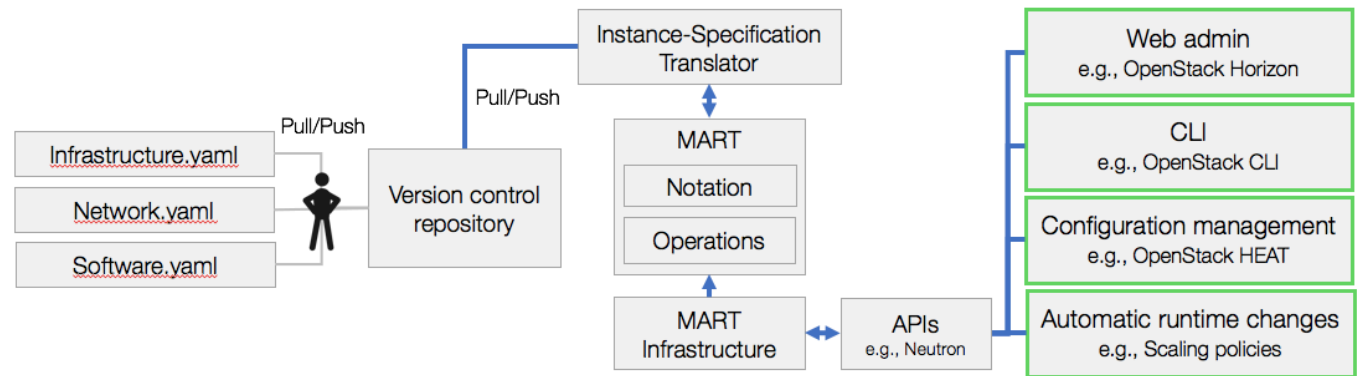 Infrastructure.yaml
Network.yaml
Software.yaml
Pull/Push
Version control
repository
Pull/Push
Instance-Specification
Translator
MART
Notation
Operations
MART
Infrastructure
APIs
e.g., Neutron
Web admin
e.g., OpenStack Horizon
CLI
e.g., OpenStack CLI
Configuration management
e.g., OpenStack HEAT
Automatic runtime changes
e.g., Scaling policies